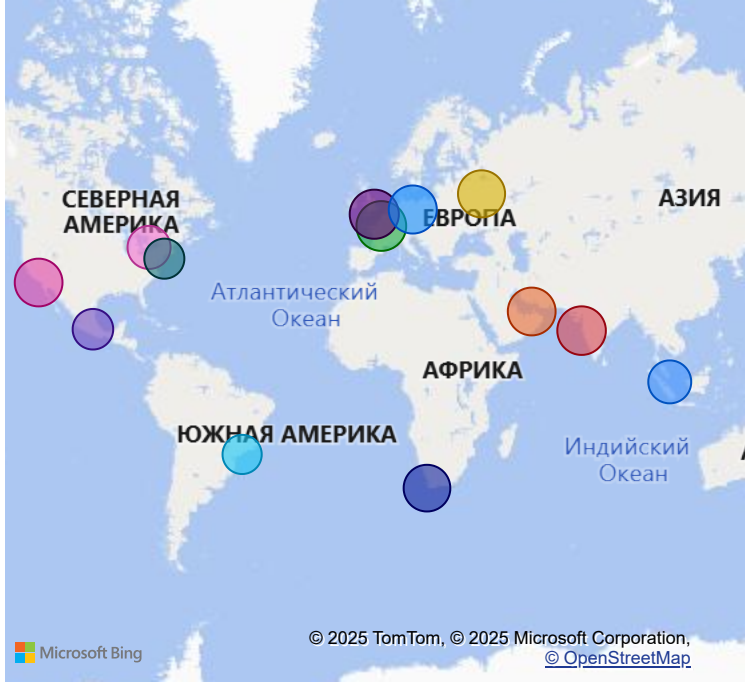 СЕВЕРНАЯ
АМЕРИКА
АЗИЯ
ЕВРОПА
Атлантический
Океан
АФРИКА
ЮЖНАЯ АМЕРИКА
Индийский
Океан
А
Microsoft Bing
© 2025 TomTom, © 2025 Microsoft Corporation,
© OpenStreetMap